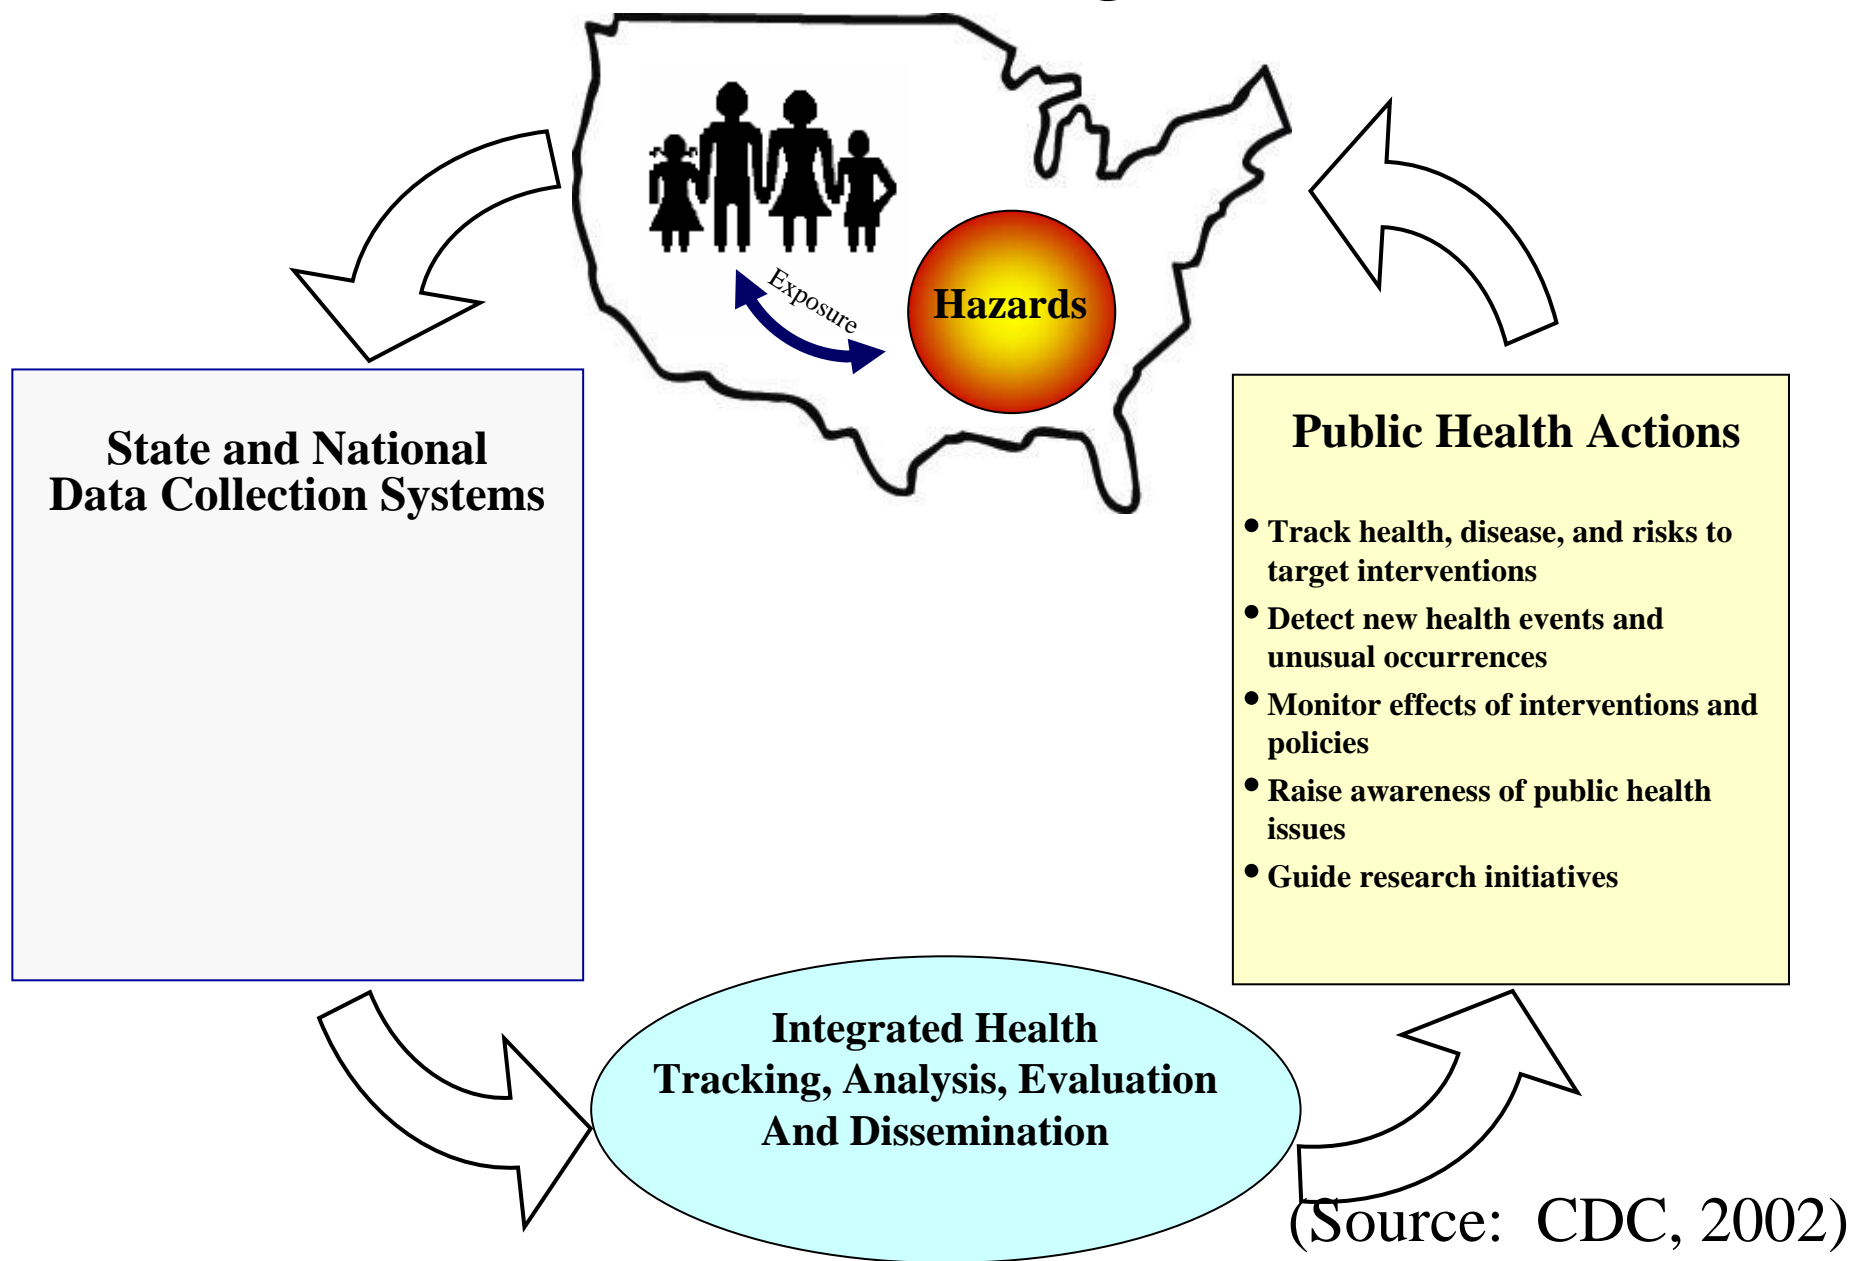 Exposure
Hazards
State and National
Data Collection Systems
Public Health Actions
• Track health, disease, and risks to
target interventions
• Detect new health events and
unusual occurrences
• Monitor effects of interventions and
policies
• Raise awareness of public health
issues
• Guide research initiatives
Integrated Health
Tracking, Analysis, Evaluation
And Dissemination
(Source: CDC, 2002)